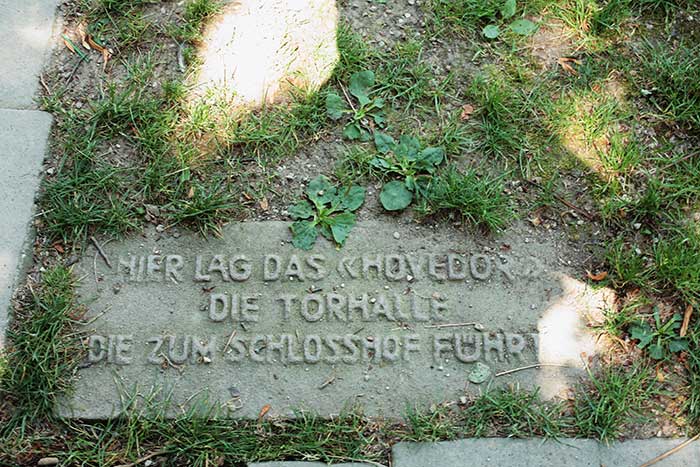 HIER LAG DAS «HOVEDOR»
DIE TORHALLE
DIE ZUM SCHLOSSHOF FÜHRT